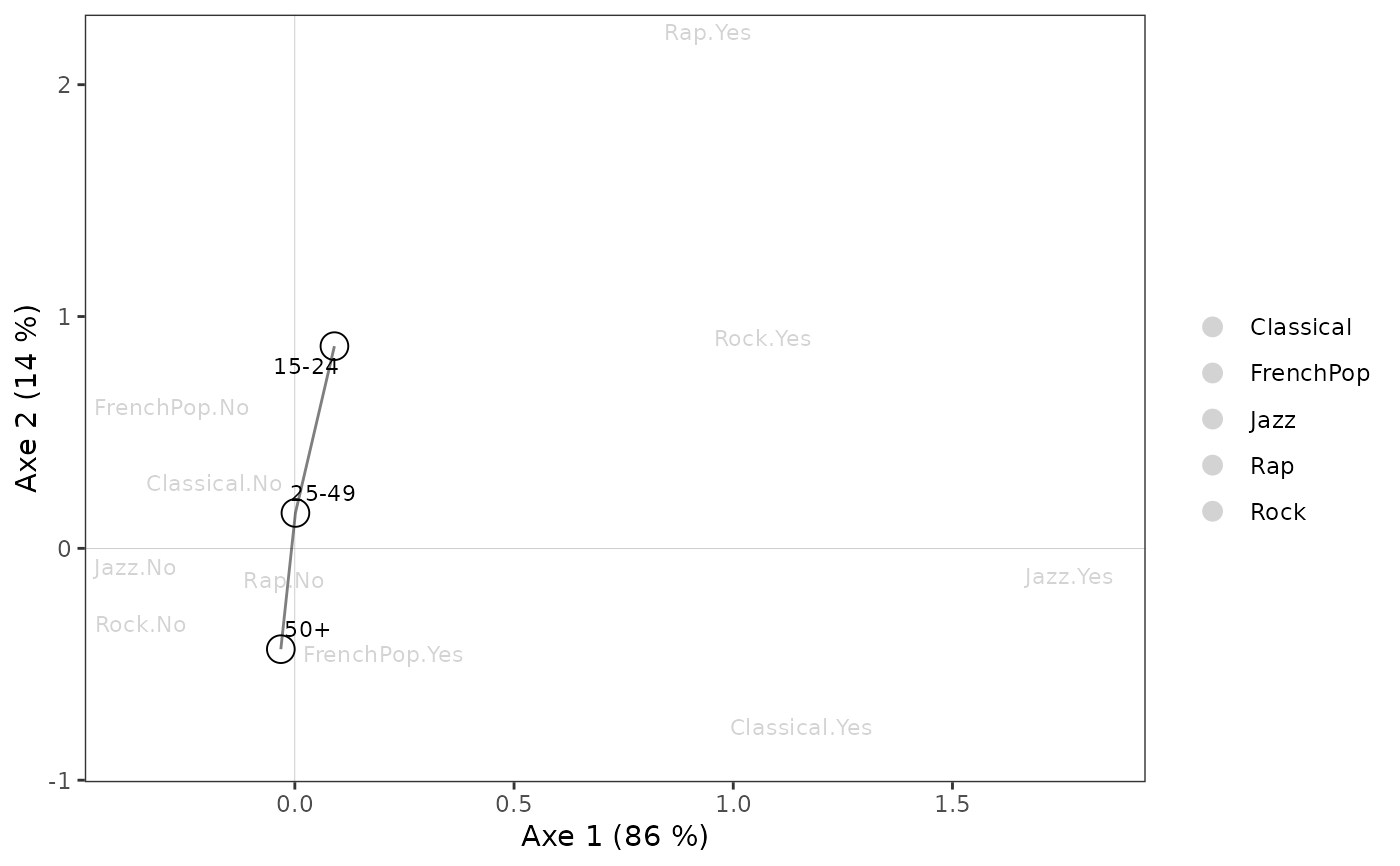 Rap.Yes
2
1
Rock.Yes
Classical
15-24
FrenchPop
FrenchPop.No
Jazz
Rap
Classical.No
25-49
Rock
0
Jazz.No
Rap.No
Jazz.Yes
Rock.No
50+
FrenchPop.Yes
Classical.Yes
-1
0.0 0.5 1.0 1.5
Axe 1 (86 %)
Axe 2 (14 %)